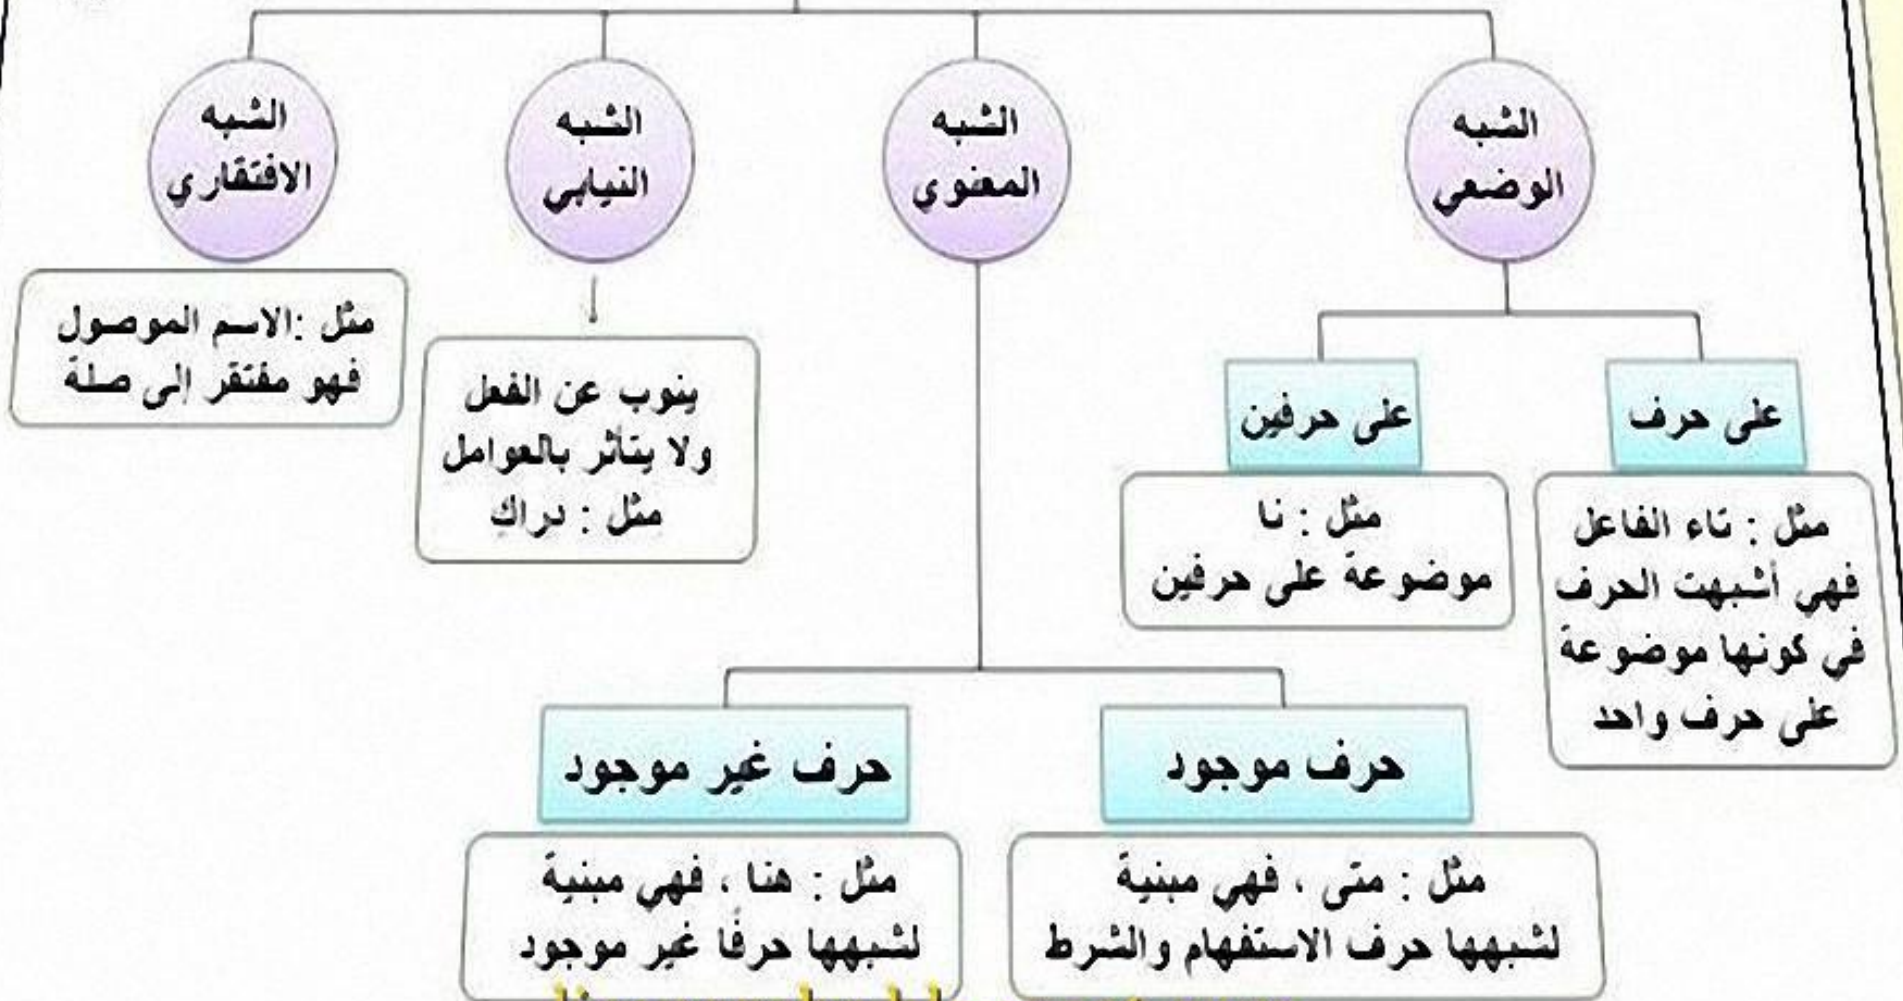 الشبه
الوضعي
الشبه
المعنوي
الشبه
النيابي
الشبه
الافتقاري
على حرف
مثل : تاء الفاعل
فهي أشبهت الحرف
في كونها موضوعة
على حرف واحد
على حرفين
مثل : نا
موضوعة على حرفين
حرف موجود
مثل : متى ، فهي مبنية
لشبهها حرف الاستفهام والشرط
حرف غير موجود
مثل : هنا ، فهي مبنية
لشبهها حرفًا غير موجود
ينوب عن الفعل
ولا يتأثر بالعوامل
مثل : دراك
مثل :الاسم الموصول
فهو مفتقر إلى صلة